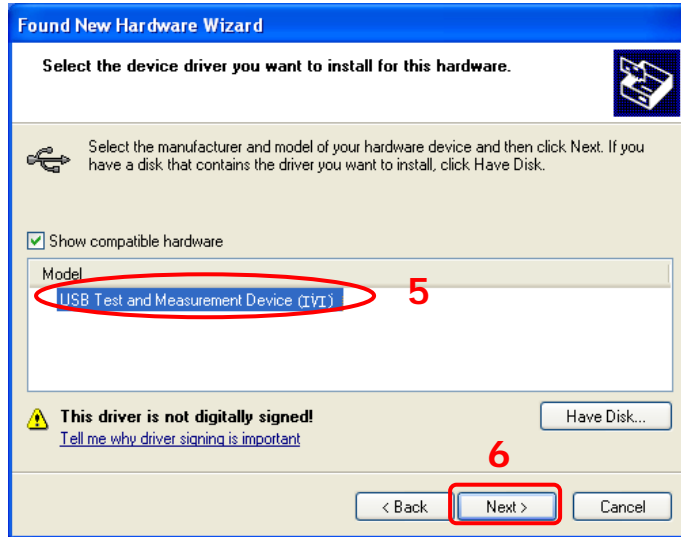 Found New Hardware Wizard
Select the device driver you want to install for this hardware.
Select the manufacturer and model of your hardware device and then click Next. If you
have a disk that contains the driver you want to install, click Have Disk.
Show compatible hardware
Model
USB Test and Measurement Device (IVI)
5
This driver is not digitally signed!
Have Disk...
Tell me why driver signing is important
6
< Back
Next >
Cancel